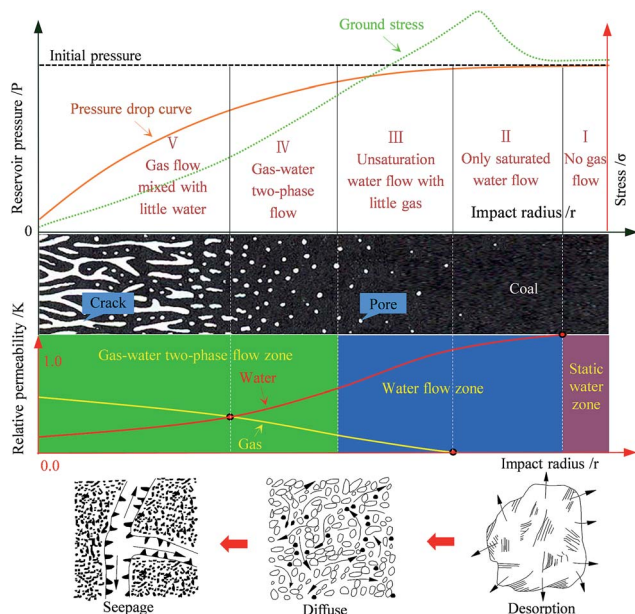 Ground stress
Initial pressure
Reservoir pressure /P
Pressure drop curve
Ⅴ
Gas flow
mixed with
little water
Ⅳ
Gas-water
two-phase
flow
Ⅲ
Unsaturation
water flow with
little gas
Ⅱ
Only saturated
water flow
Ⅰ
No gas
flow
Stress /σ
Impact radius /r
0
Crack
Pore
Coal
Relative permeability /K
1.0
Gas-water two-phase flow zone
Water
Gas
Water flow zone
Static
water
zone
0.0
Impact radius /r
Seepage
Diffuse
Desorption